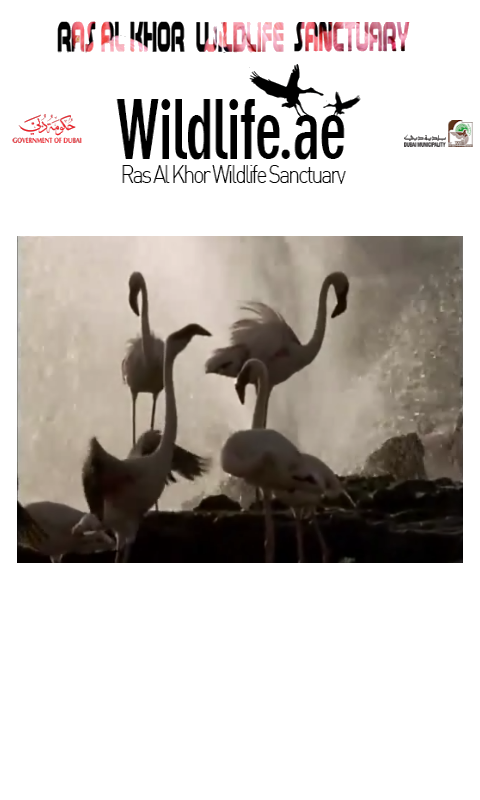 RAS AL KHOR WILDLIFE SANCTUARY
Wildlife.ae
Ras Al Khor Wildlife Sanctuary
حكومة دبي
GOVERNMENT OF DUBAI
بلدية دبي
DUBAI MUNICIPALITY